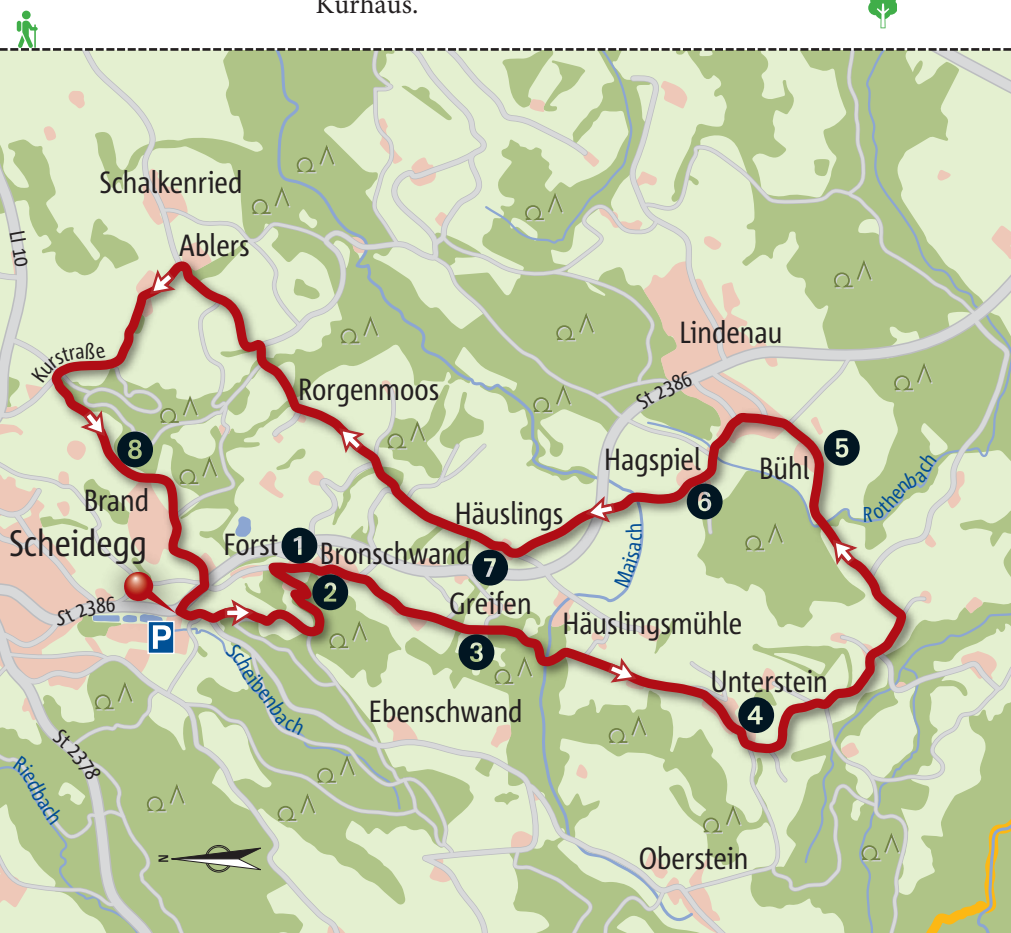 Kurhaus.
Schalkenried
Ablers
LI 10
Kurstraße
Lindenau
St 2386
Rorgenmoos
8
5
Brand
Hagspiel
Bühl
6
Rothenbach
Häuslings
Scheidegg
Forst
1
Bronschwand
7
Maisach
2
Greifen
St 2386
P
Häuslingsmühle
3
Scheibenbach
Unterstein
4
Ebenschwand
St 2378
Riedbach
N
Oberstein